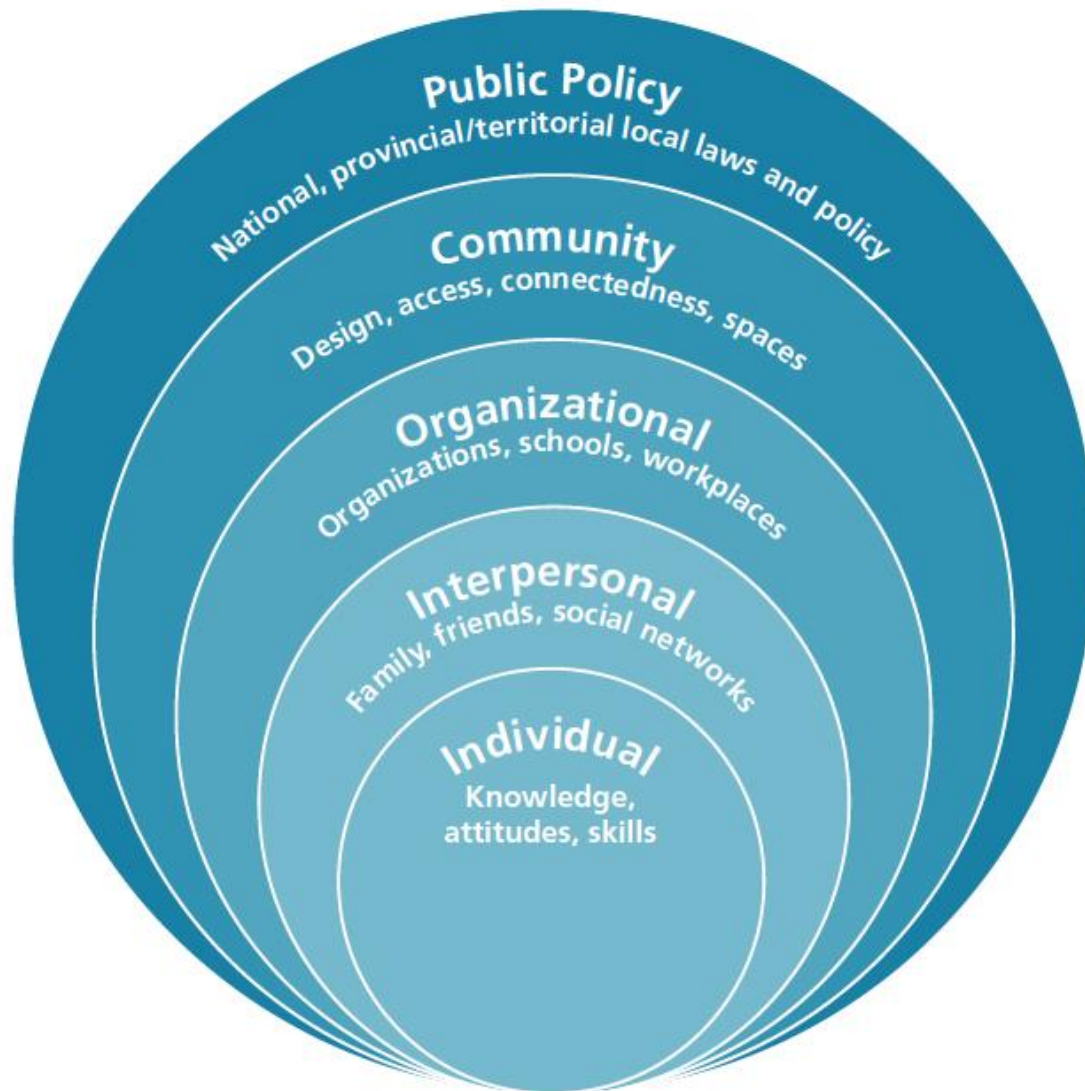 Public Policy
National, provincial/territorial local laws and policy
Community
Design, access, connectedness, spaces
Organizational
Organizations, schools, workplaces
Interpersonal
Family, friends, social networks
Individual
Knowledge,
attitudes, skills